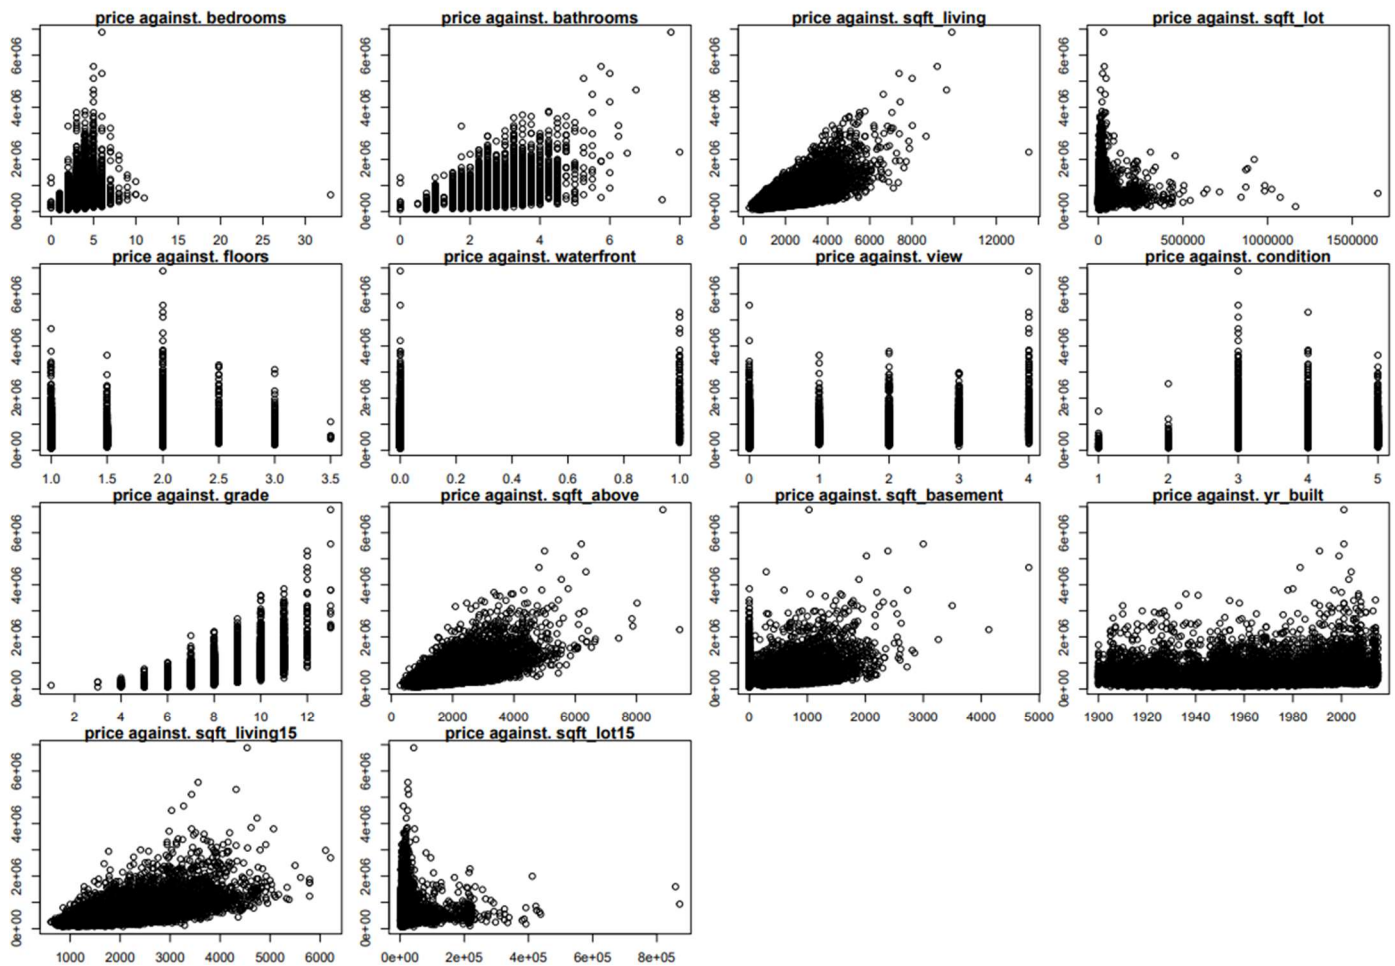 price against. bedrooms price against. bathrooms price against. sqft_living price against. sqft_lot
0e+00 2e+06 4e+06 6e+06 0e+00 2e+06 4e+06 6e+06 0e+00 2e+06 4e+06 6e+06 0e+00 2e+06 4e+06 6e+06
0 5 10 15 20 25 30 0 2 4 6 8 0 2000 4000 6000 8000 12000 0 500000 1000000 1500000
price against. floors price against. waterfront price against. view price against. condition
0e+00 2e+06 4e+06 6e+06 0e+00 2e+06 4e+06 6e+06 0e+00 2e+06 4e+06 6e+06 0e+00 2e+06 4e+06 6e+06
1.0 1.5 2.0 2.5 3.0 3.5 0.0 0.2 0.4 0.6 0.8 1.0 0 1 2 3 4 1 2 3 4 5
price against. grade price against. sqft_above price against. sqft_basement price against. yr_built
0e+00 2e+06 4e+06 6e+06 0e+00 2e+06 4e+06 6e+06 0e+00 2e+06 4e+06 6e+06 0e+00 2e+06 4e+06 6e+06
2 4 6 8 10 12 0 2000 4000 6000 8000 0 1000 2000 3000 4000 5000 1900 1920 1940 1960 1980 2000
price against. sqft_living15 price against. sqft_lot15
0e+00 2e+06 4e+06 6e+06 0e+00 2e+06 4e+06 6e+06
1000 2000 3000 4000 5000 6000 0e+00 2e+05 4e+05 6e+05 8e+05